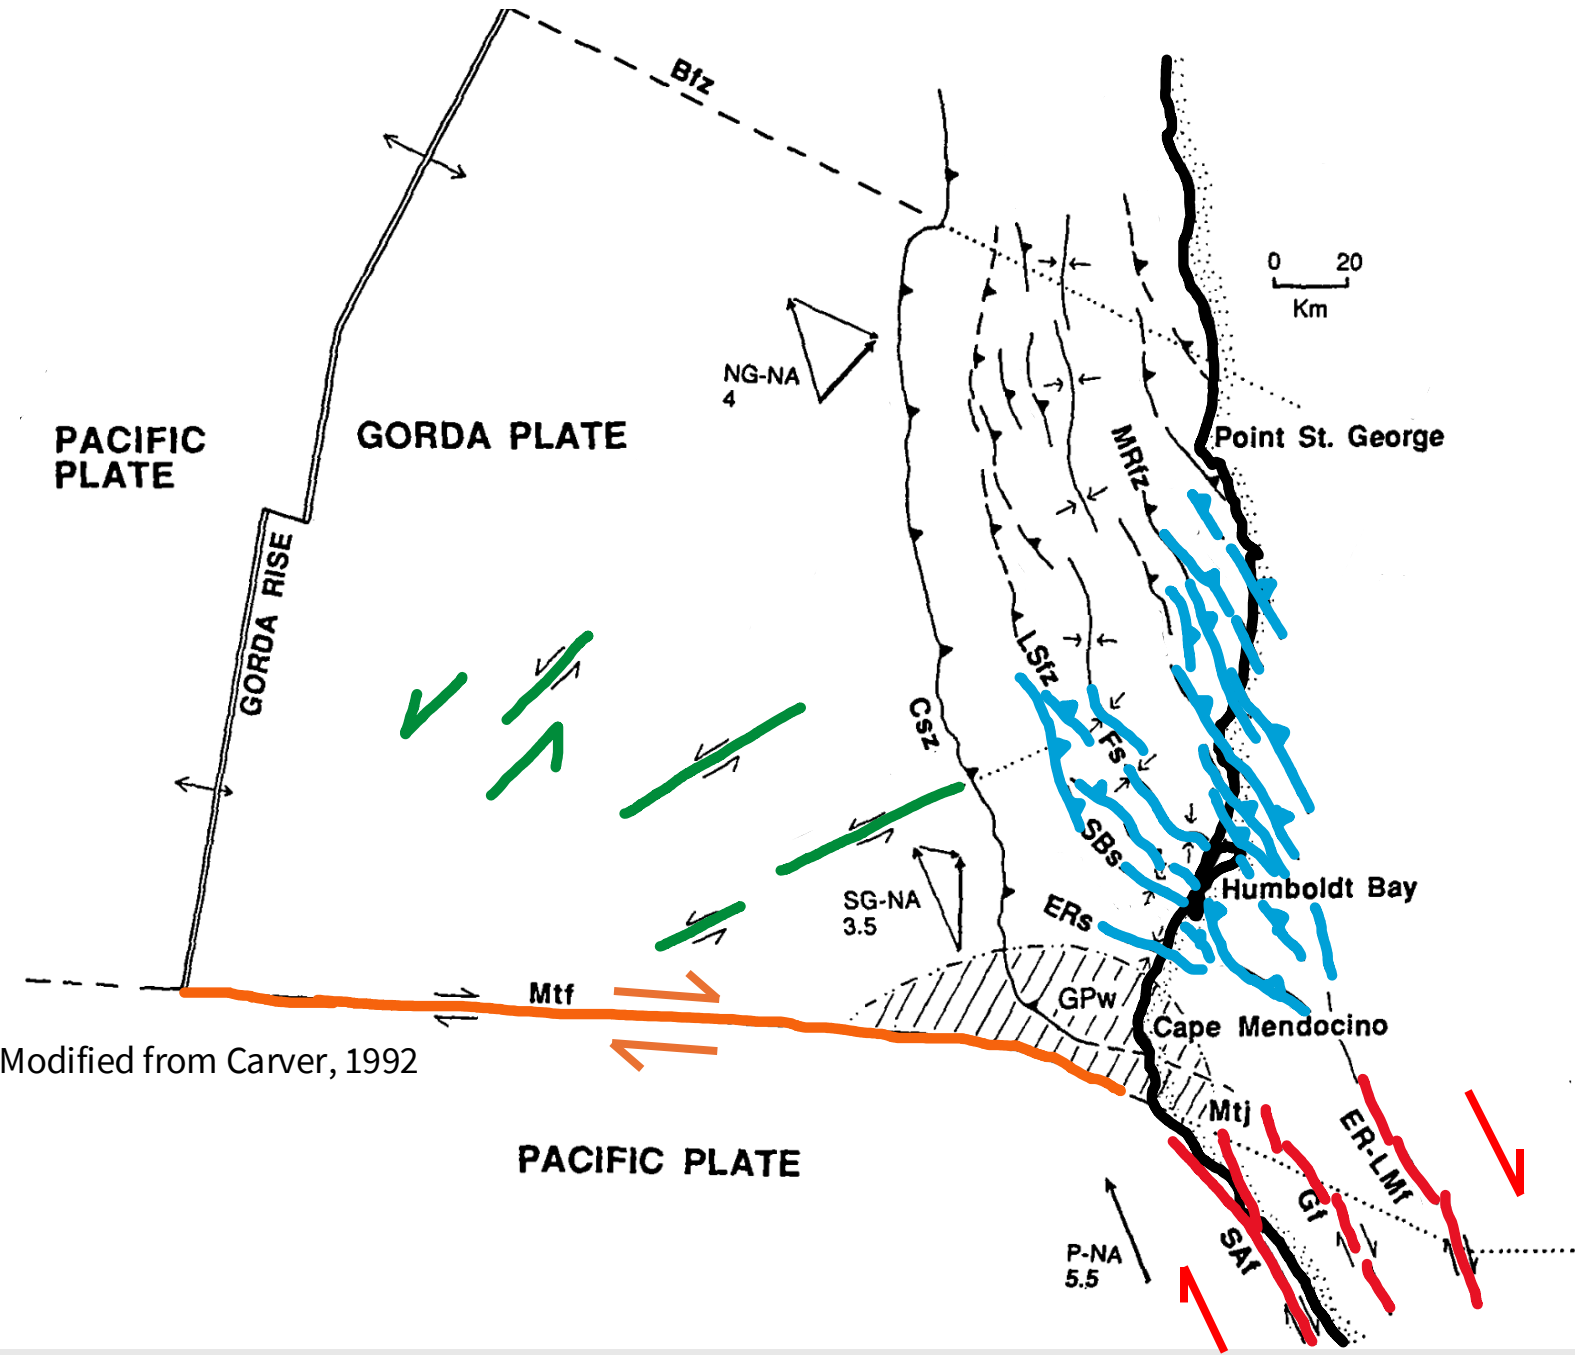 Bfz
0 20
Km
NG-NA
4
PACIFIC
PLATE
GORDA PLATE
MRfz
Point St. George
GORDA RISE
LSfz
Csz
Fs
SBs
SG-NA
3.5
ERs
Humboldt Bay
Mtf
GPw
Cape Mendocino
Modified from Carver, 1992
Mtj
ER-LMf
PACIFIC PLATE
Gf
SAf
P-NA
5.5